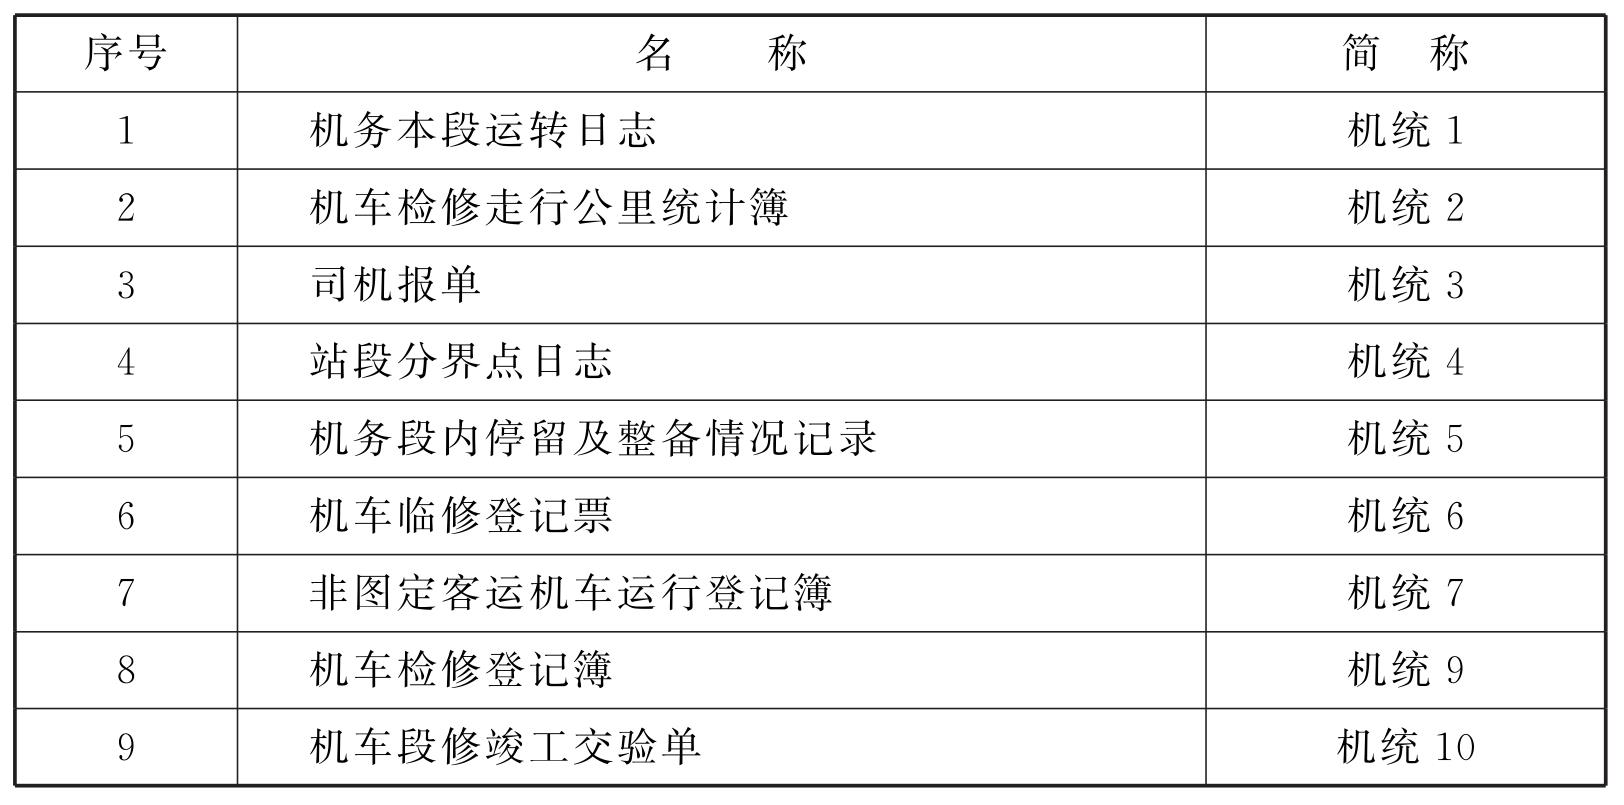 序号 名 称 简 称
1 机务本段运转日志 机统 1
2 机车检修走行公里统计簿 机统 2
3 司机报单 机统 3
4 站段分界点日志 机统 4
5 机务段内停留及整备情况记录 机统 5
6 机车临修登记票 机统 6
7 非图定客运机车运行登记簿 机统 7
8 机车检修登记簿 机统 9
9 机车段修竣工交验单 机统 10